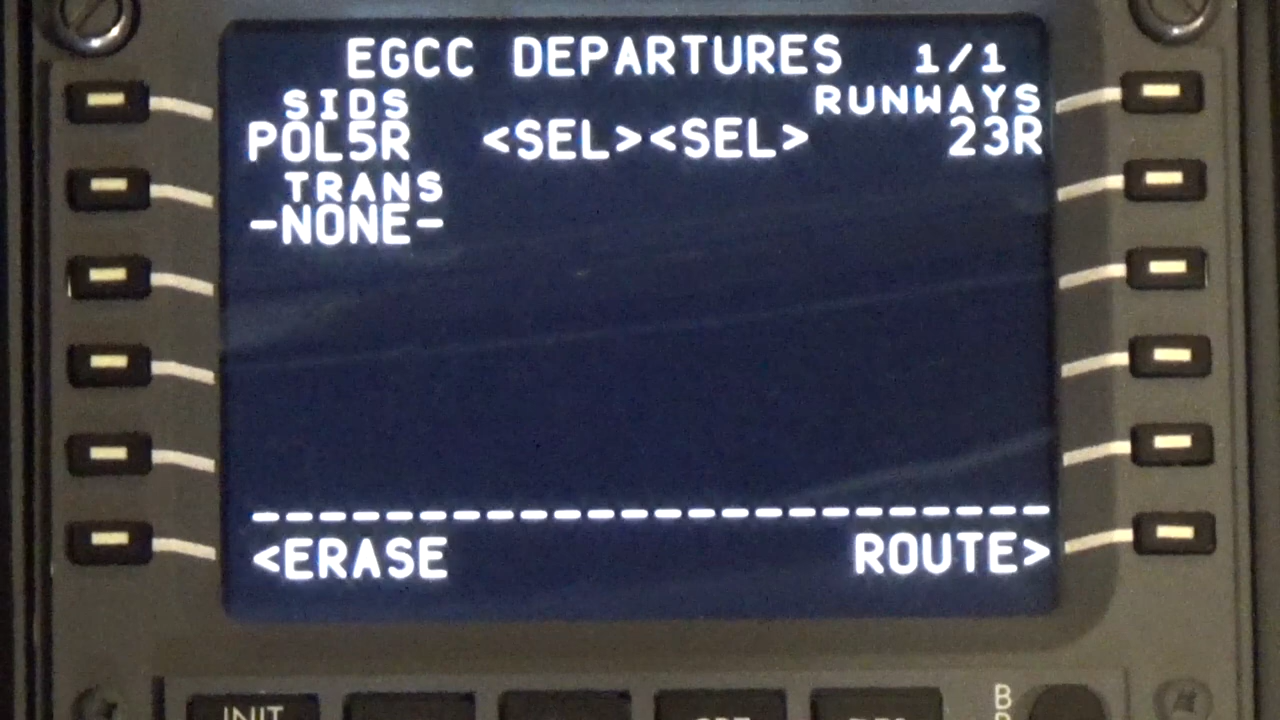 EGCC DEPARTURES 1/1
SIDS RUNWAYS
POL5R <SEL><SEL> 23R
TRANS
-NONE-
------------------------
<ERASE ROUTE>
INIT